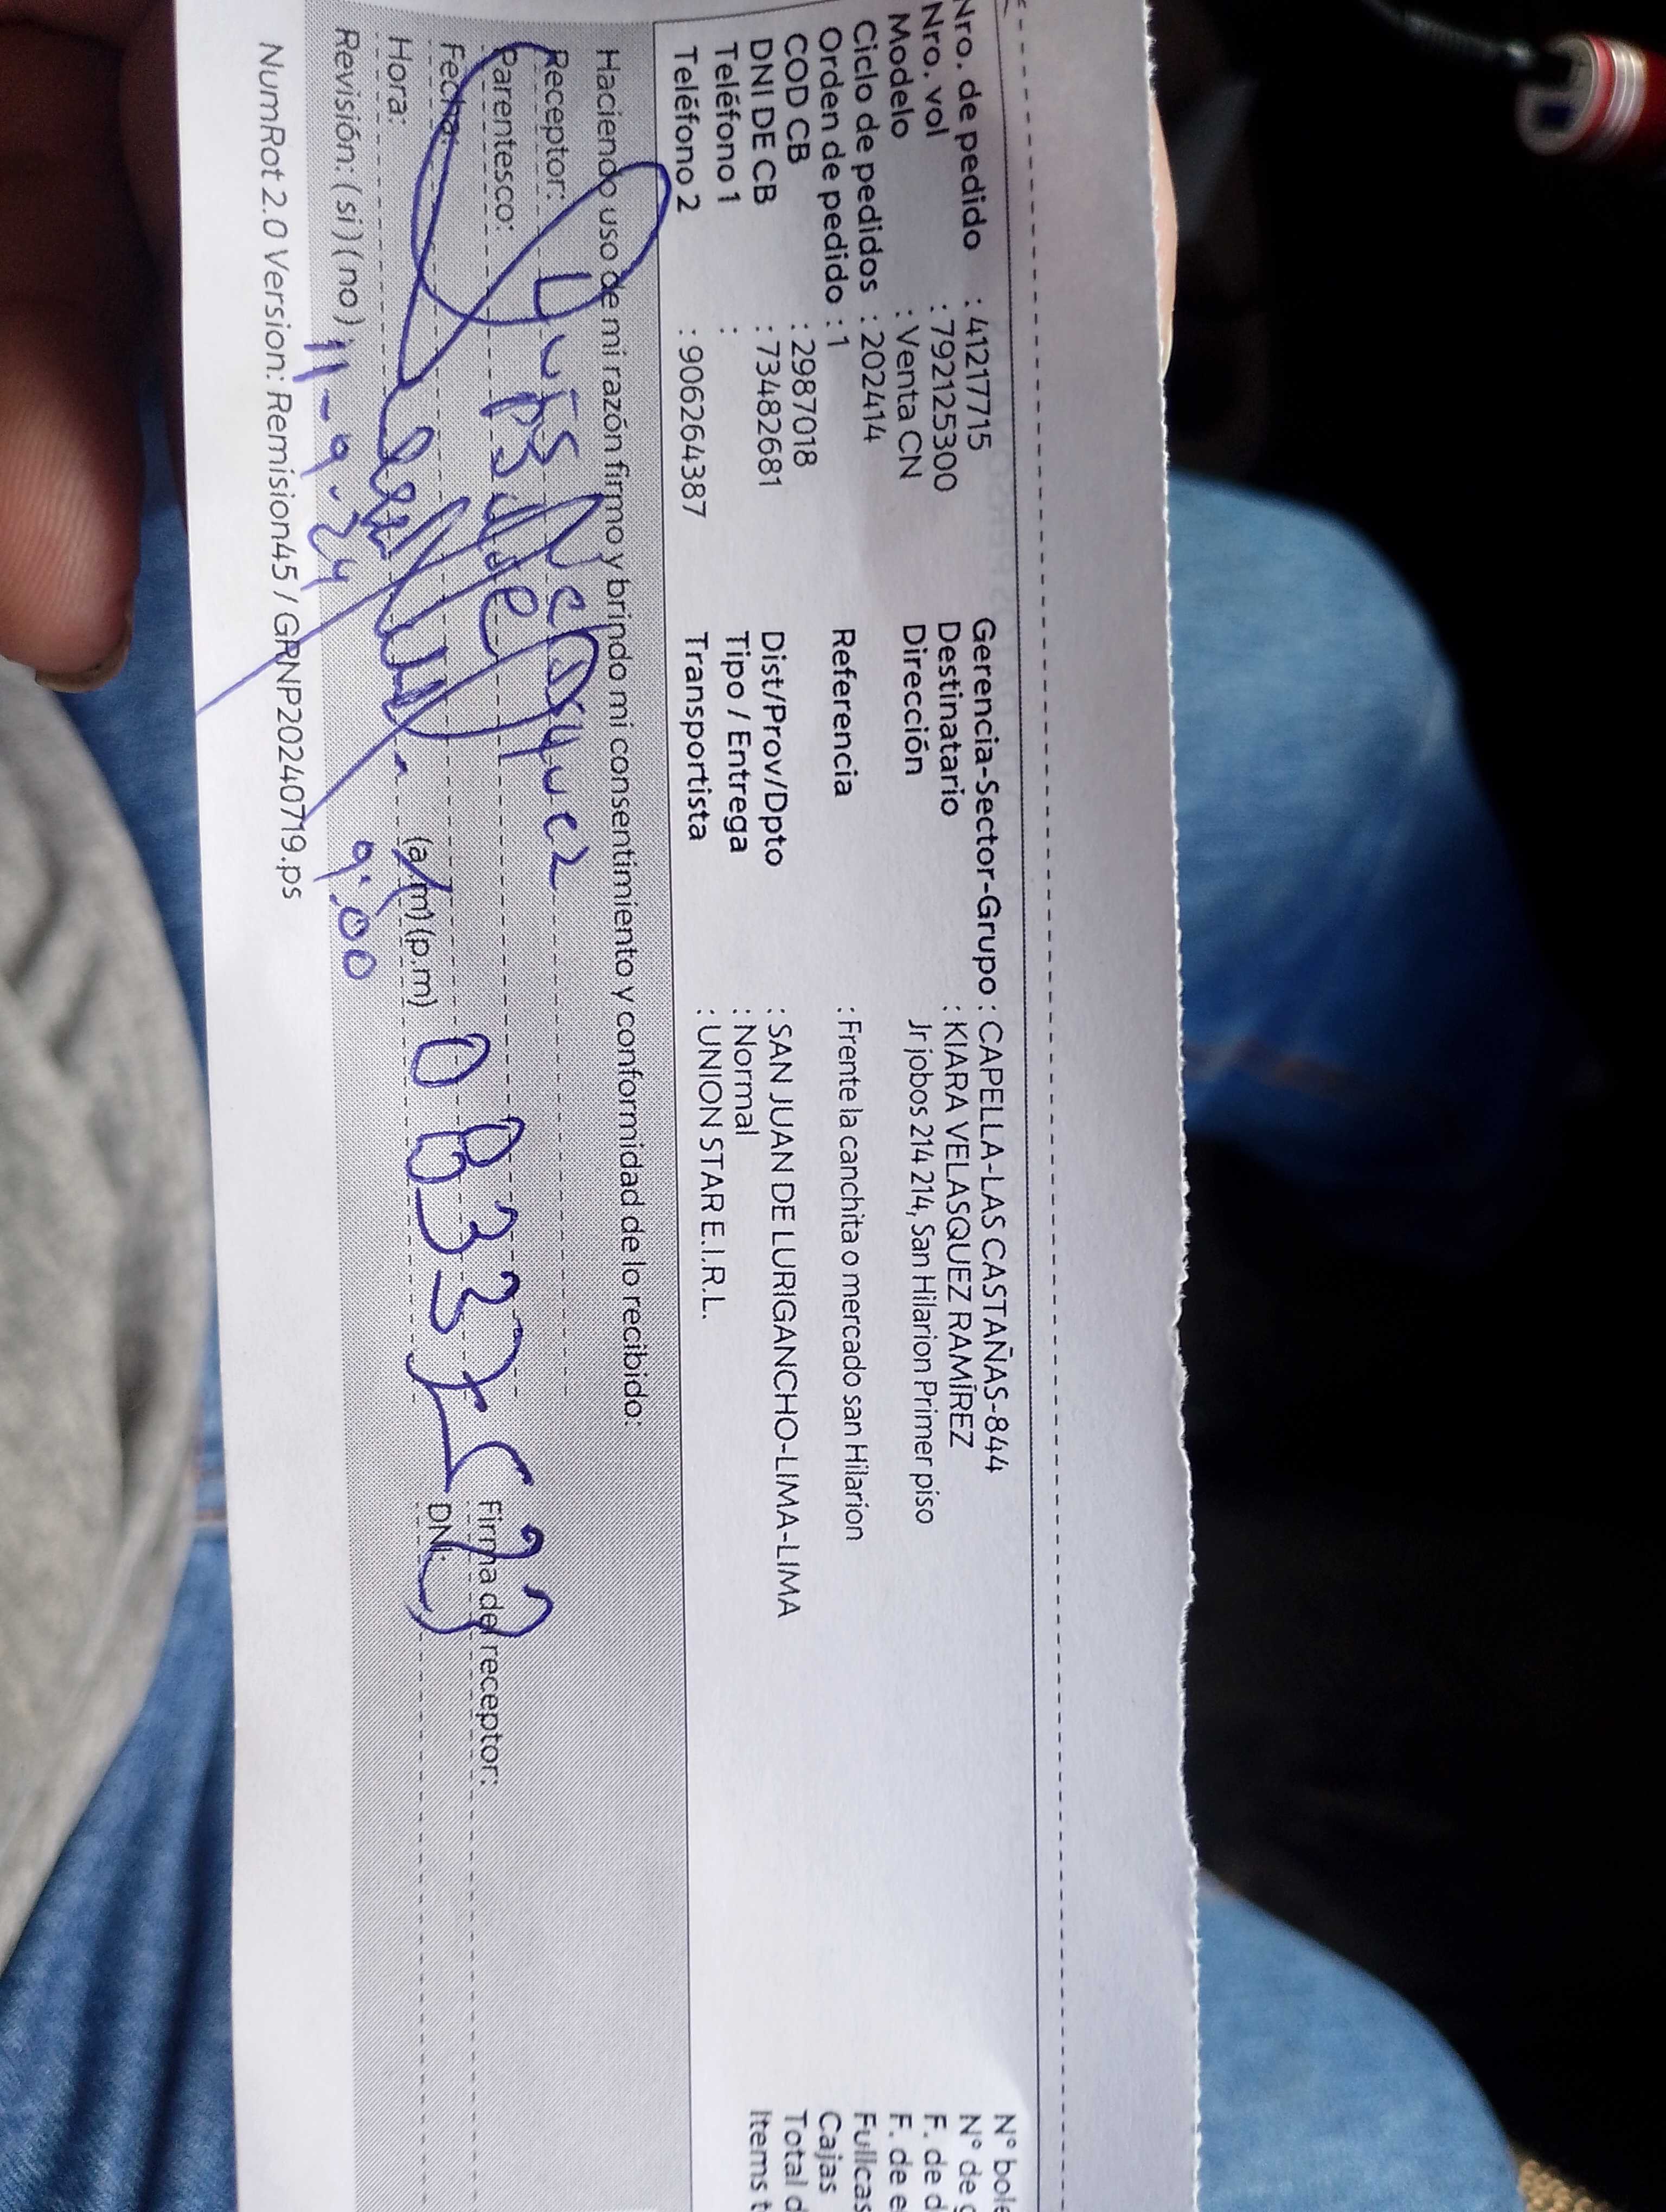 Nro. de pedido : 41217715
Nro. vol : 792125300
Modelo : Venta CN
Ciclo de pedidos : 202414
Orden de pedido : 1
COD CB : 2987018
DNI DE CB : 73482681
Teléfono 1 :
Teléfono 2 : 906264387
Gerencia-Sector-Grupo : CAPELLA-LAS CASTAÑAS-844
Destinatario : KIARA VELASQUEZ RAMÍREZ
Dirección Jr jobos 214 214, San Hilarion Primer piso
Referencia : Frente la canchita o mercado san Hilarion
Dist/Prov/Dpto : SAN JUAN DE LURIGANCHO-LIMA-LIMA
Tipo / Entrega : Normal
Transportista : UNION STAR E.I.R.L.
N° bole
N° de
F. de d
F. de e
Fullcas
Cajas
Total d
Items t
Haciendo uso de mi razón firmo y brindo mi consentimiento y conformidad de lo recibido:
Receptor: Luis
Parentesco: Padre
Fecha:
Hora: (a.m) (p.m)
Revisión: (si) (no) 11-9-24 9:00
Firma del receptor:
DNI:
NumRot 2.0 Version: Remision45 / GRNP20240719.ps